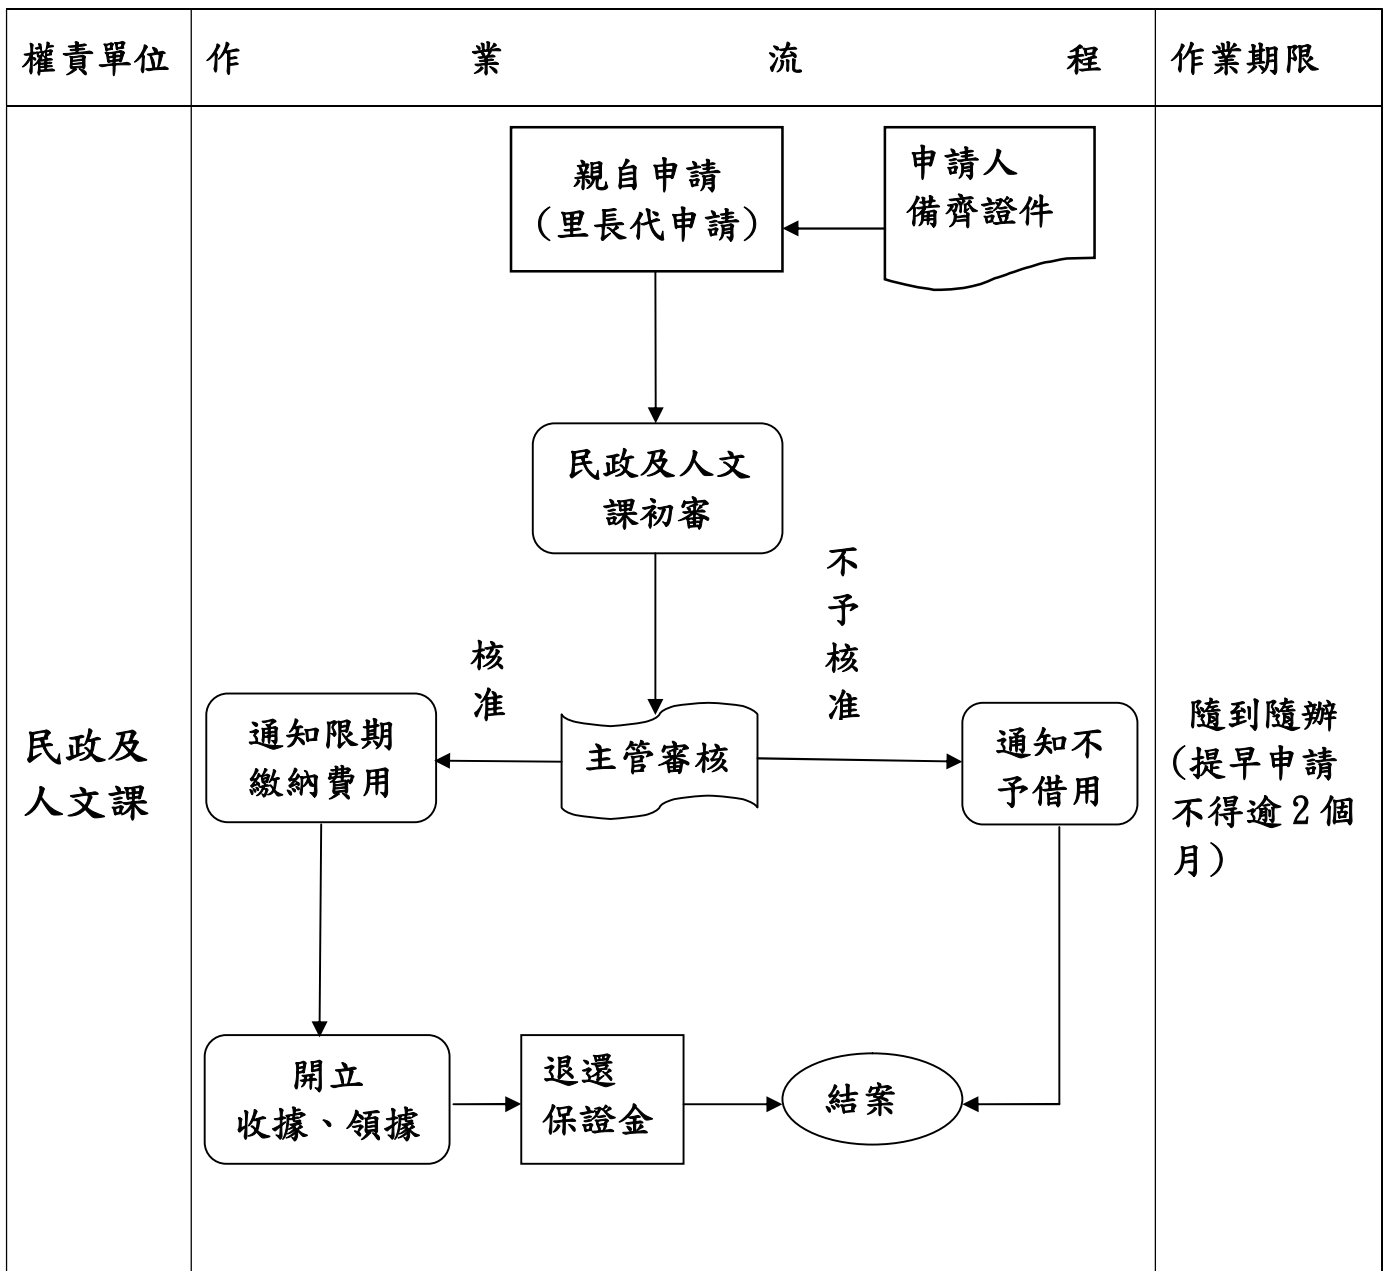 權責單位
作業流程
作業期限
親自申請
(里長代申請)
申請人
備齊證件
民政及人文
課初審
核
准
不
予
核
准
通知限期
繳納費用
主管審核
通知不
予借用
民政及
人文課
隨到隨辦
(提早申請
不得逾2個
月)
開立
收據、領據
退還
保證金
結案